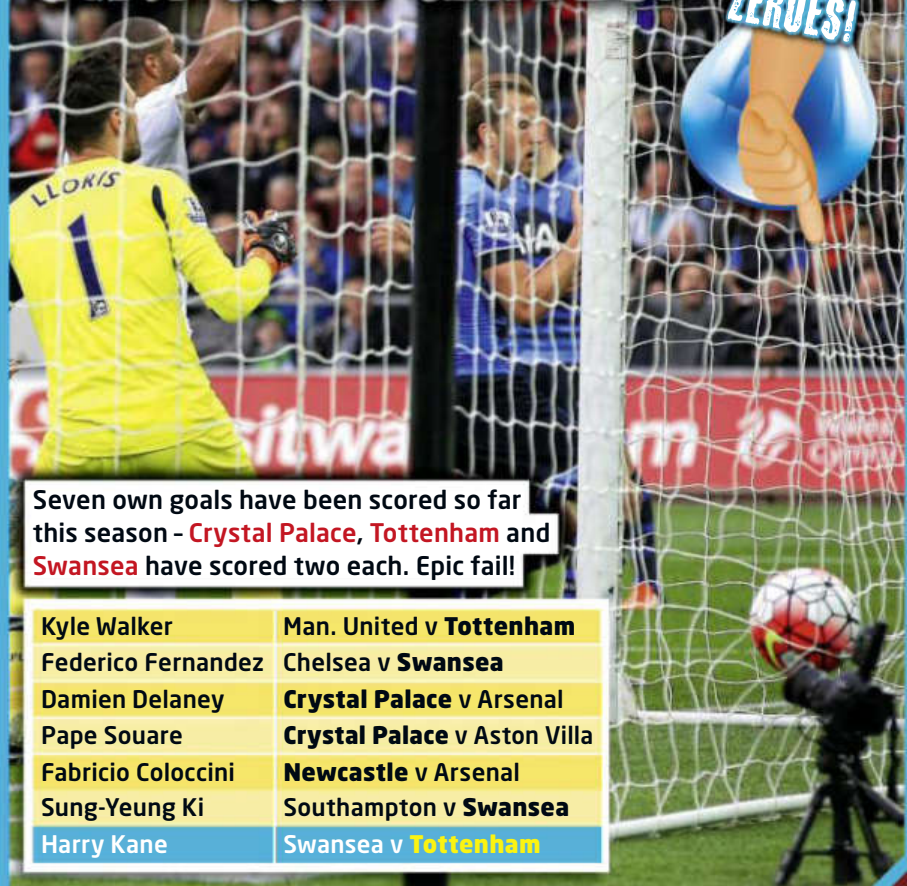 ZEROES!
LLORIS
1
sitwa
m
Seven own goals have been scored so far
this season – Crystal Palace, Tottenham and
Swansea have scored two each. Epic fail!
Kyle Walker Man. United v Tottenham
Federico Fernandez Chelsea v Swansea
Damien Delaney Crystal Palace v Arsenal
Pape Souare Crystal Palace v Aston Villa
Fabricio Coloccini Newcastle v Arsenal
Sung-Yeung Ki Southampton v Swansea
Harry Kane Swansea v Tottenham